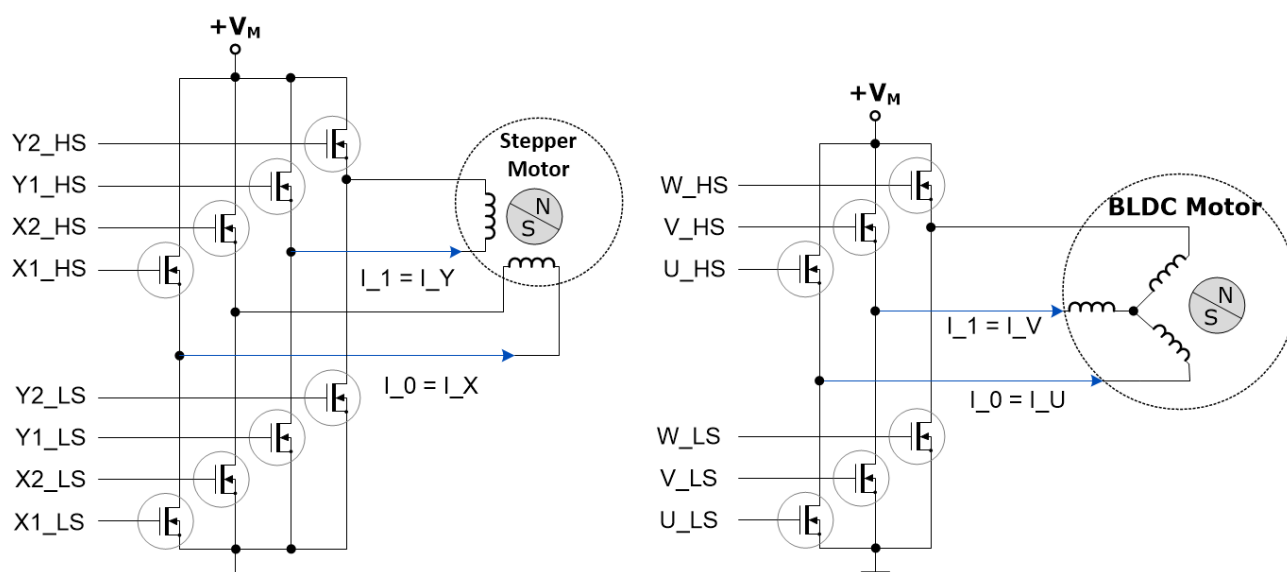 +VM
Y2_HS
Y1_HS
X2_HS
X1_HS
Stepper
Motor
N
S
I_1 = I_Y
I_0 = I_X
Y2_LS
Y1_LS
X2_LS
X1_LS
+VM
W_HS
V_HS
U_HS
BLDC Motor
N
S
I_1 = I_V
I_0 = I_U
W_LS
V_LS
U_LS